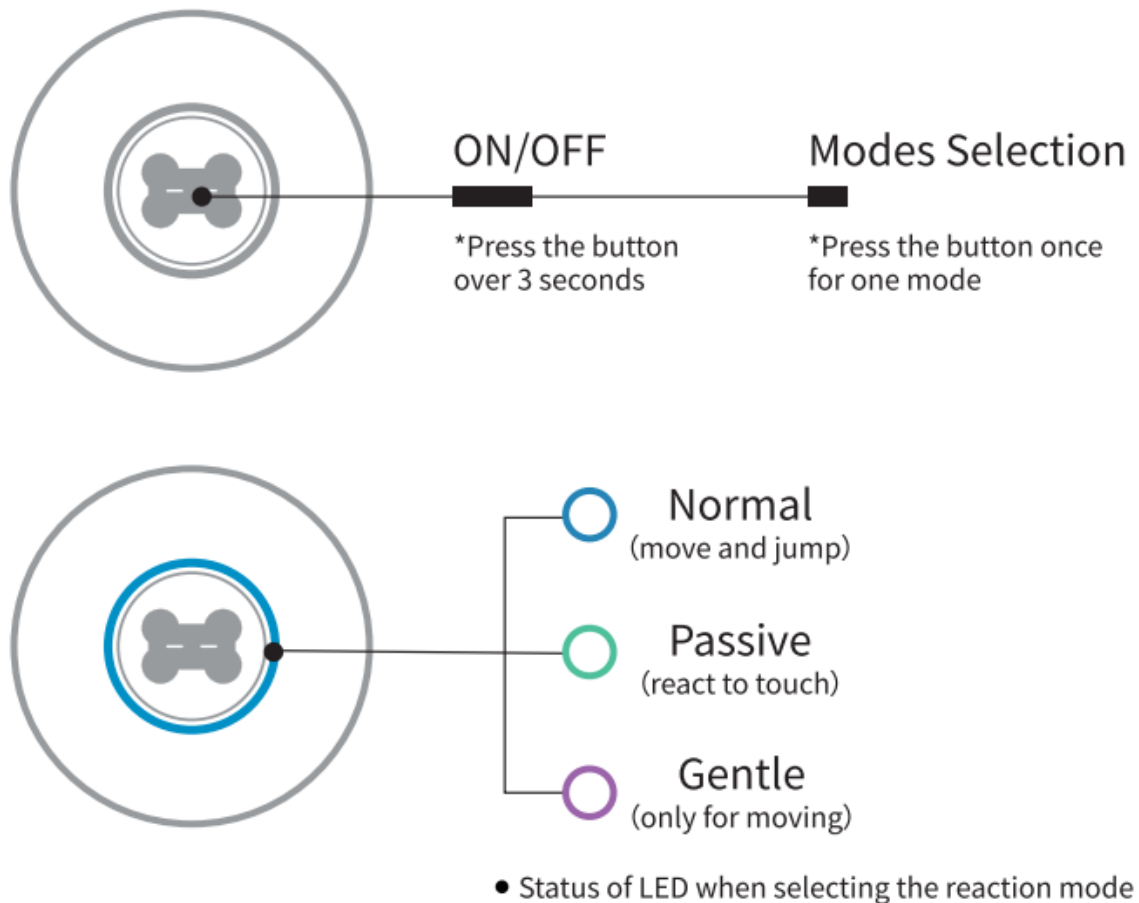 ON/OFF
Modes Selection
*Press the button
over 3 seconds
*Press the button once
for one mode
Normal
(move and jump)
Passive
(react to touch)
Gentle
(only for moving)
● Status of LED when selecting the reaction mode